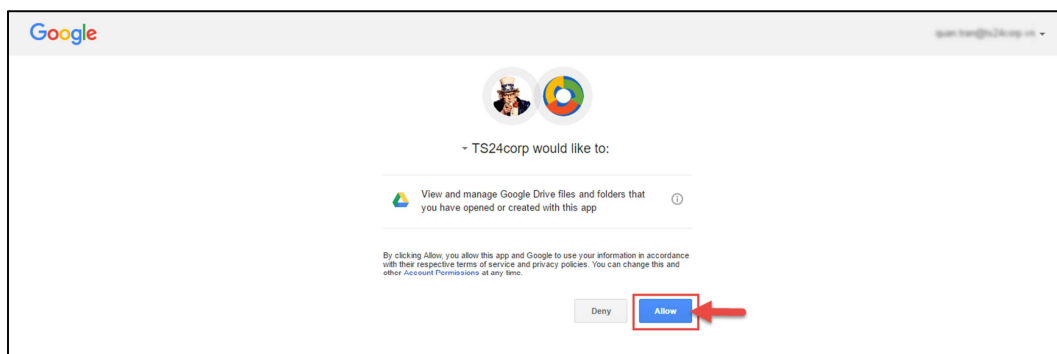 Google
TS24corp would like to:
View and manage Google Drive files and folders that
you have opened or created with this app
By clicking Allow, you allow this app and Google to use your information in accordance
with their respective terms of service and privacy policies. You can change this and
other Account Permissions at any time.
Deny
Allow